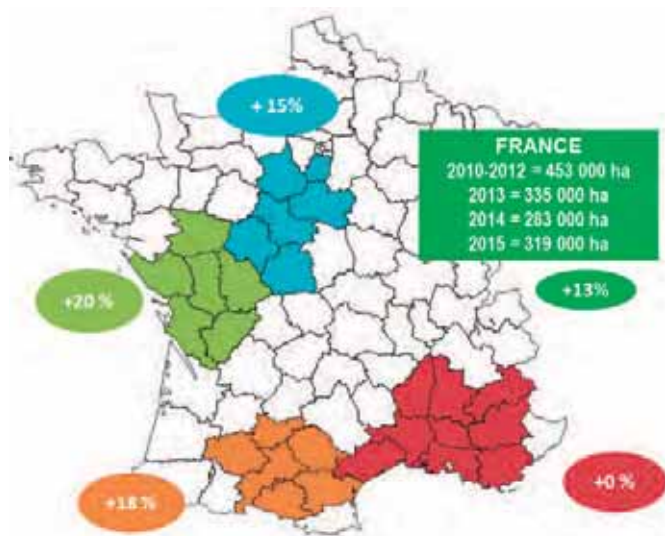 + 15%
FRANCE
2010-2012 = 453 000 ha
2013 = 335 000 ha
2014 = 283 000 ha
2015 = 319 000 ha
+20 %
+13%
+18 %
+0 %